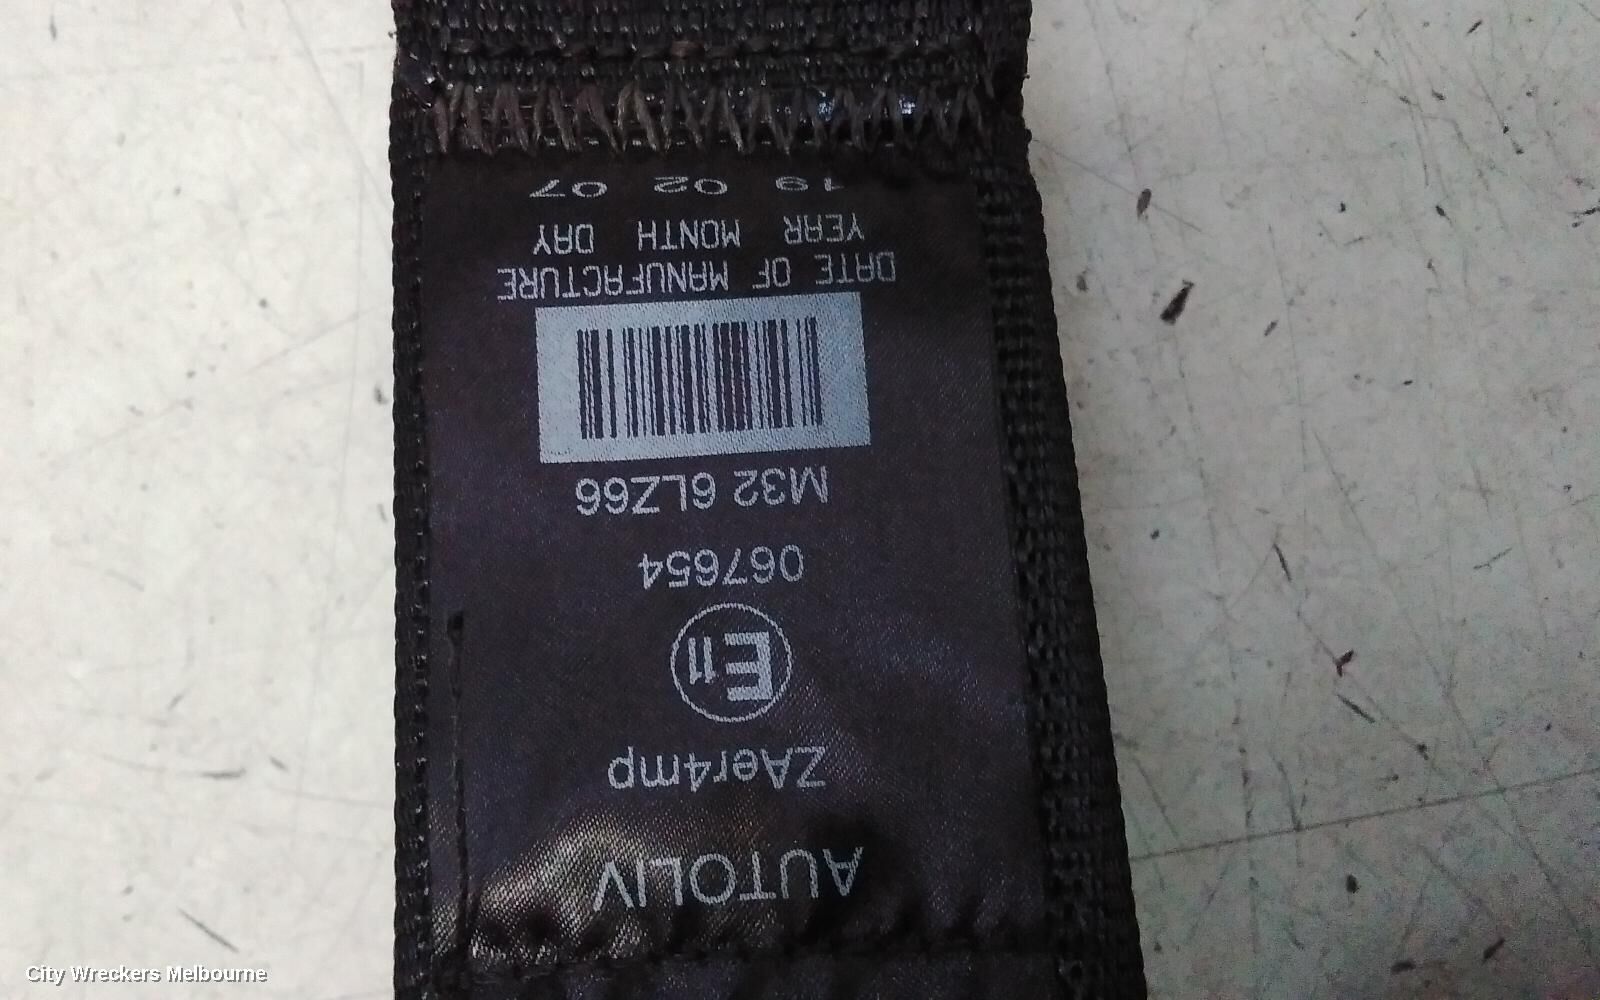 AUTOLIV
ZAer4mp
E11
067654
M32 6LZ66
DATE OF MANUFACTURE
YEAR MONTH DAY
19 02 07
City Wreckers Melbourne